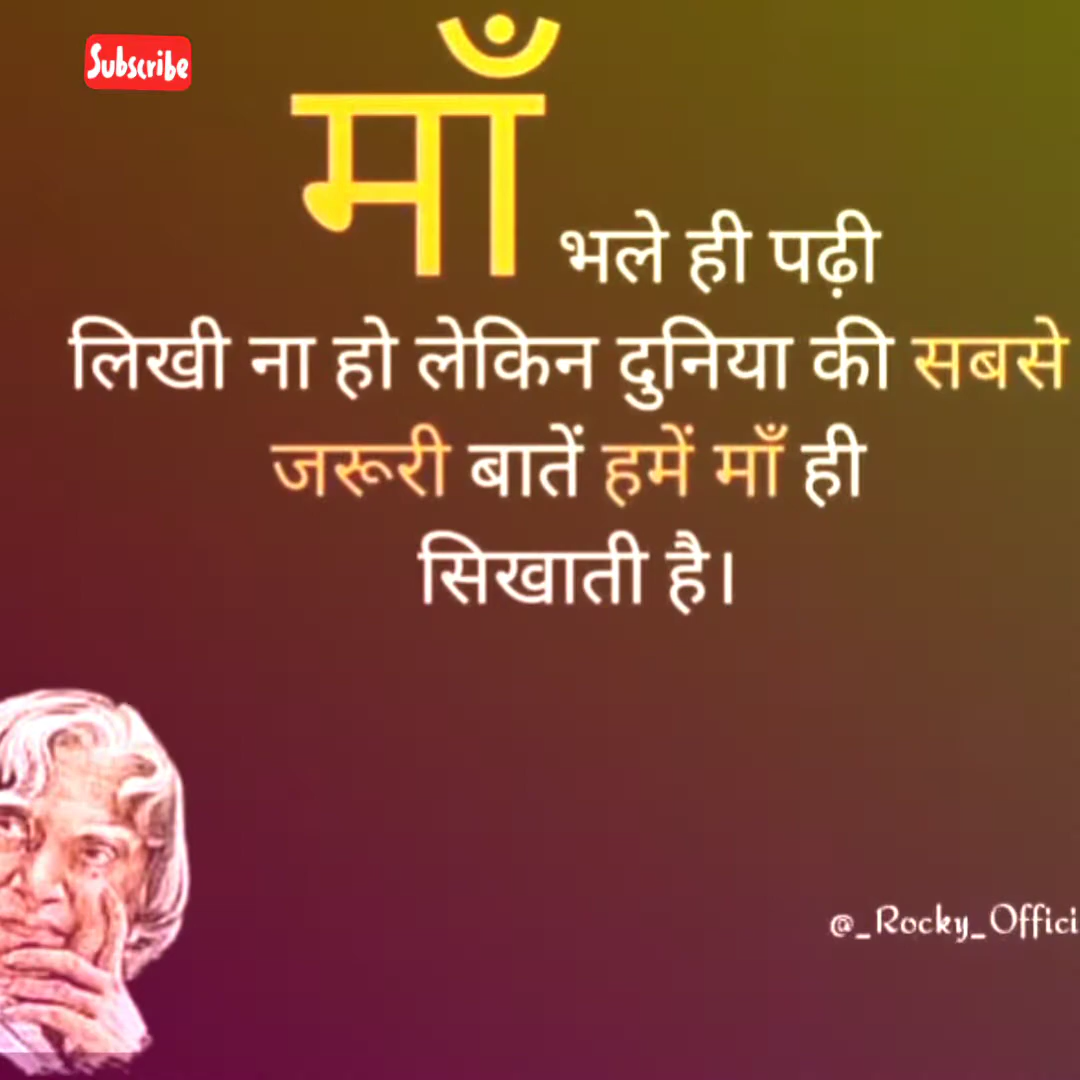 Subscribe
माँ भले ही पढ़ी
लिखी ना हो लेकिन दुनिया की सबसे
जरूरी बातें हमें माँ ही
सिखाती है।
@_Rocky_Offici